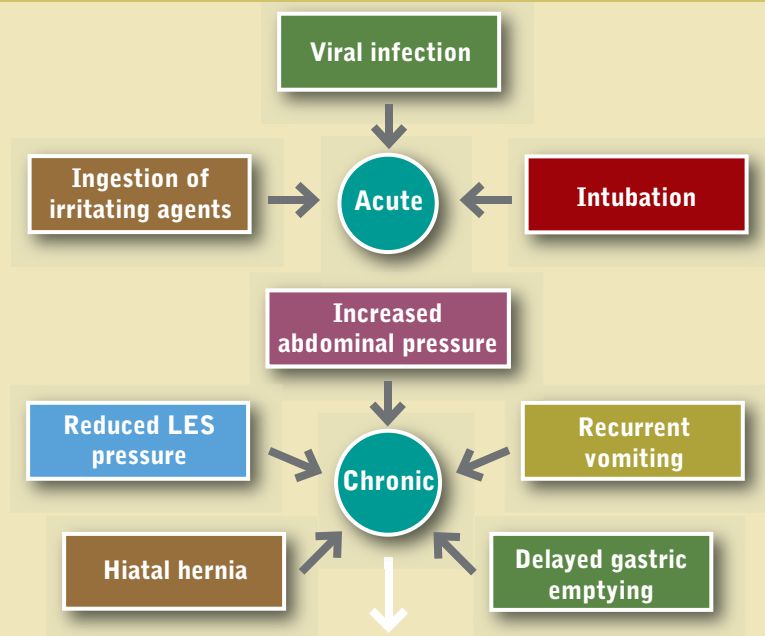 Viral infection
Ingestion of
irritating agents
Acute
Intubation
Increased
abdominal pressure
Reduced LES
pressure
Recurrent
vomiting
Chronic
Hiatal hernia
Delayed gastric
emptying